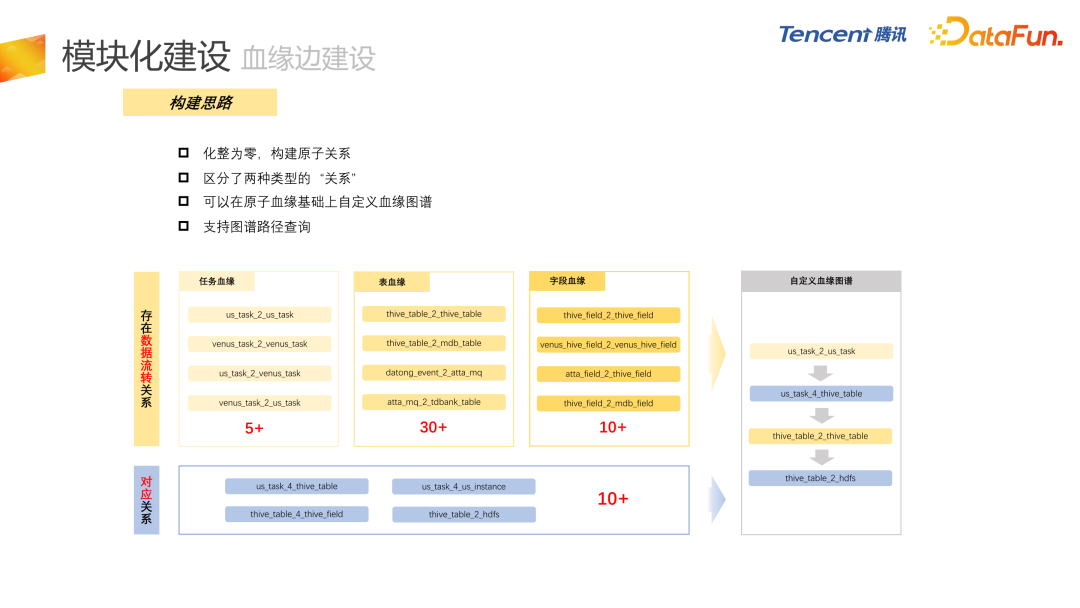 模块化建设 血缘边建设
Tencent 腾讯
DataFun.
构建思路
化整为零，构建原子关系
区分了两种类型的 “关系”
可以在原子血缘基础上自定义血缘图谱
支持图谱路径查询
存在数据流转关系
任务血缘
us_task_2_us_task
venus_task_2_venus_task
us_task_2_venus_task
venus_task_2_us_task
5+
表血缘
thive_table_2_thive_table
thive_table_2_mdb_table
datong_event_2_atta_mq
atta_mq_2_tdbank_table
30+
字段血缘
thive_field_2_thive_field
venus_hive_field_2_venus_hive_field
atta_field_2_thive_field
thive_field_2_mdb_field
10+
对应关系
us_task_4_thive_table
us_task_4_us_instance
thive_table_4_thive_field
thive_table_2_hdfs
10+
自定义血缘图谱
us_task_2_us_task
us_task_4_thive_table
thive_table_2_thive_table
thive_table_2_hdfs